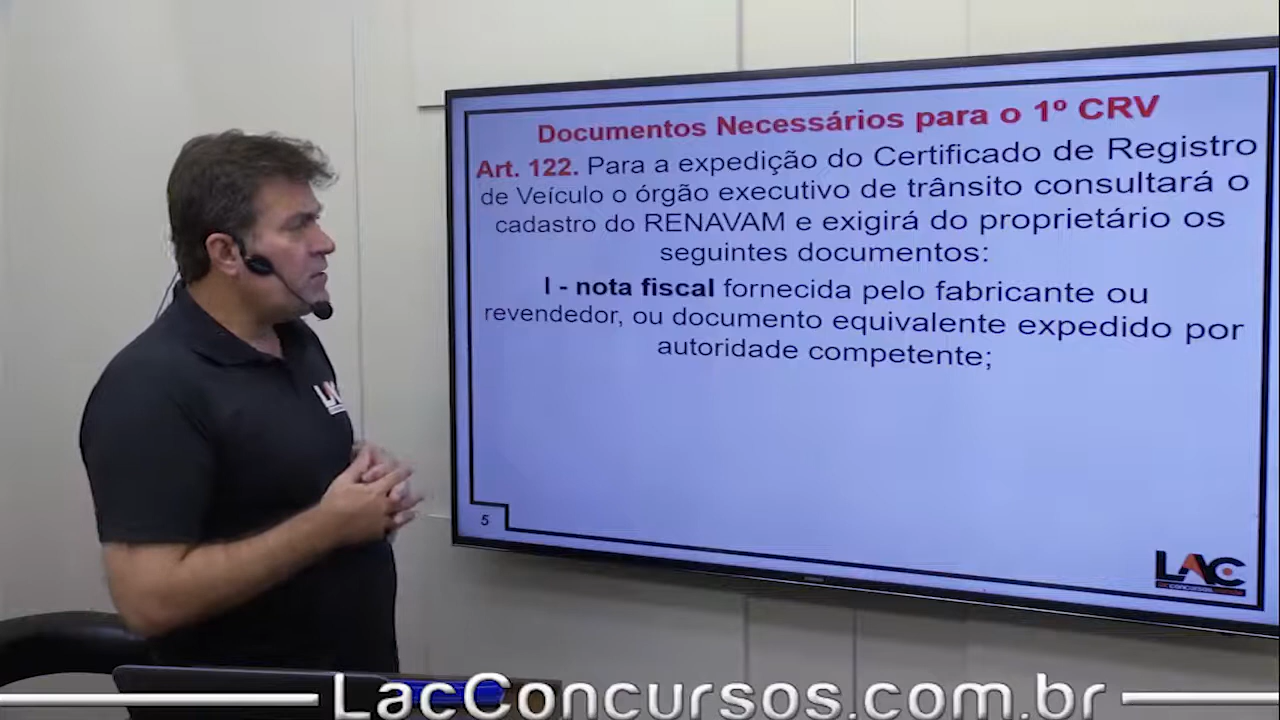 Documentos Necessários para o 1º CRV
Art. 122. Para a expedição do Certificado de Registro
de Veículo o órgão executivo de trânsito consultará o
cadastro do RENAVAM e exigirá do proprietário os
seguintes documentos:
I - nota fiscal fornecida pelo fabricante ou
revendedor, ou documento equivalente expedido por
autoridade competente;
5
LAC
LAC
LacConcursos.com.br